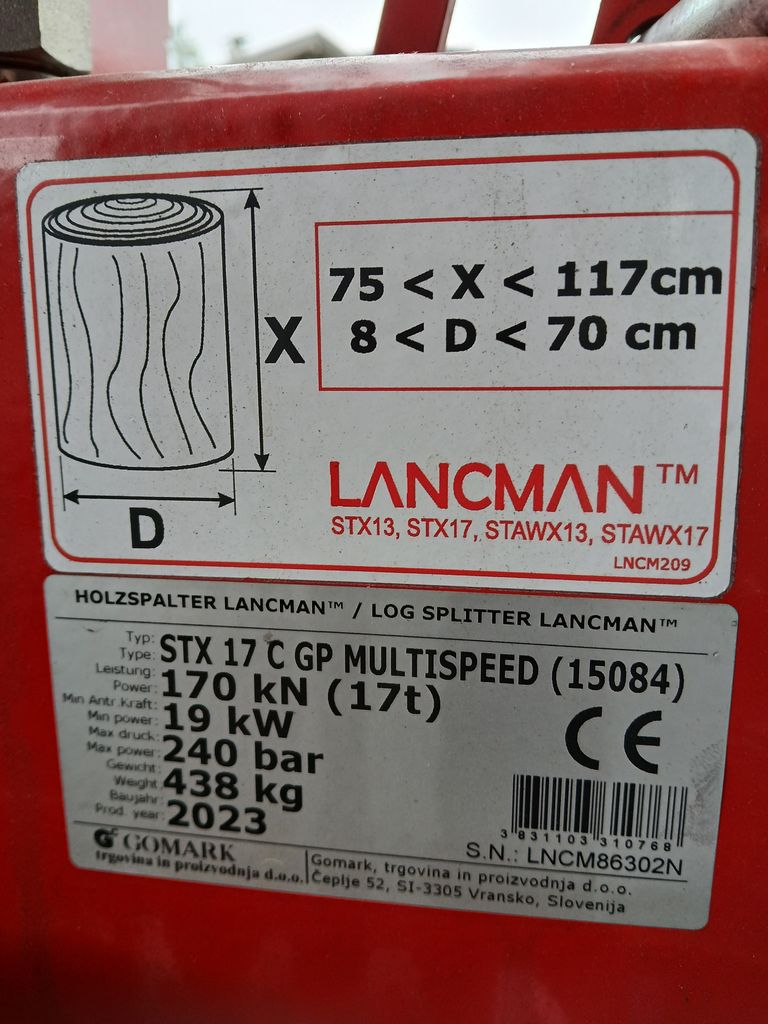 75 < X < 117cm
8 < D < 70 cm
X
D
LANCMAN™
STX13, STX17, STAWX13, STAWX17
LNCM209
HOLZSPALTER LANCMAN™ / LOG SPLITTER LANCMAN™
Typ:
Type: STX 17 C GP MULTISPEED (15084)
Leistung:
Power: 170 kN (17t)
Min Antr.Kraft:
Min power: 19 kW
Max druck:
Max power: 240 bar
Gewicht:
Weight: 438 kg
Baujahr:
Prod. year: 2023
CE
3 831103 310768
S.N.: LNCM86302N
GOMARK
trgovina in proizvodnja d.o.o.
Gomark, trgovina in proizvodnja d.o.o.
Čeplje 52, SI-3305 Vransko, Slovenija